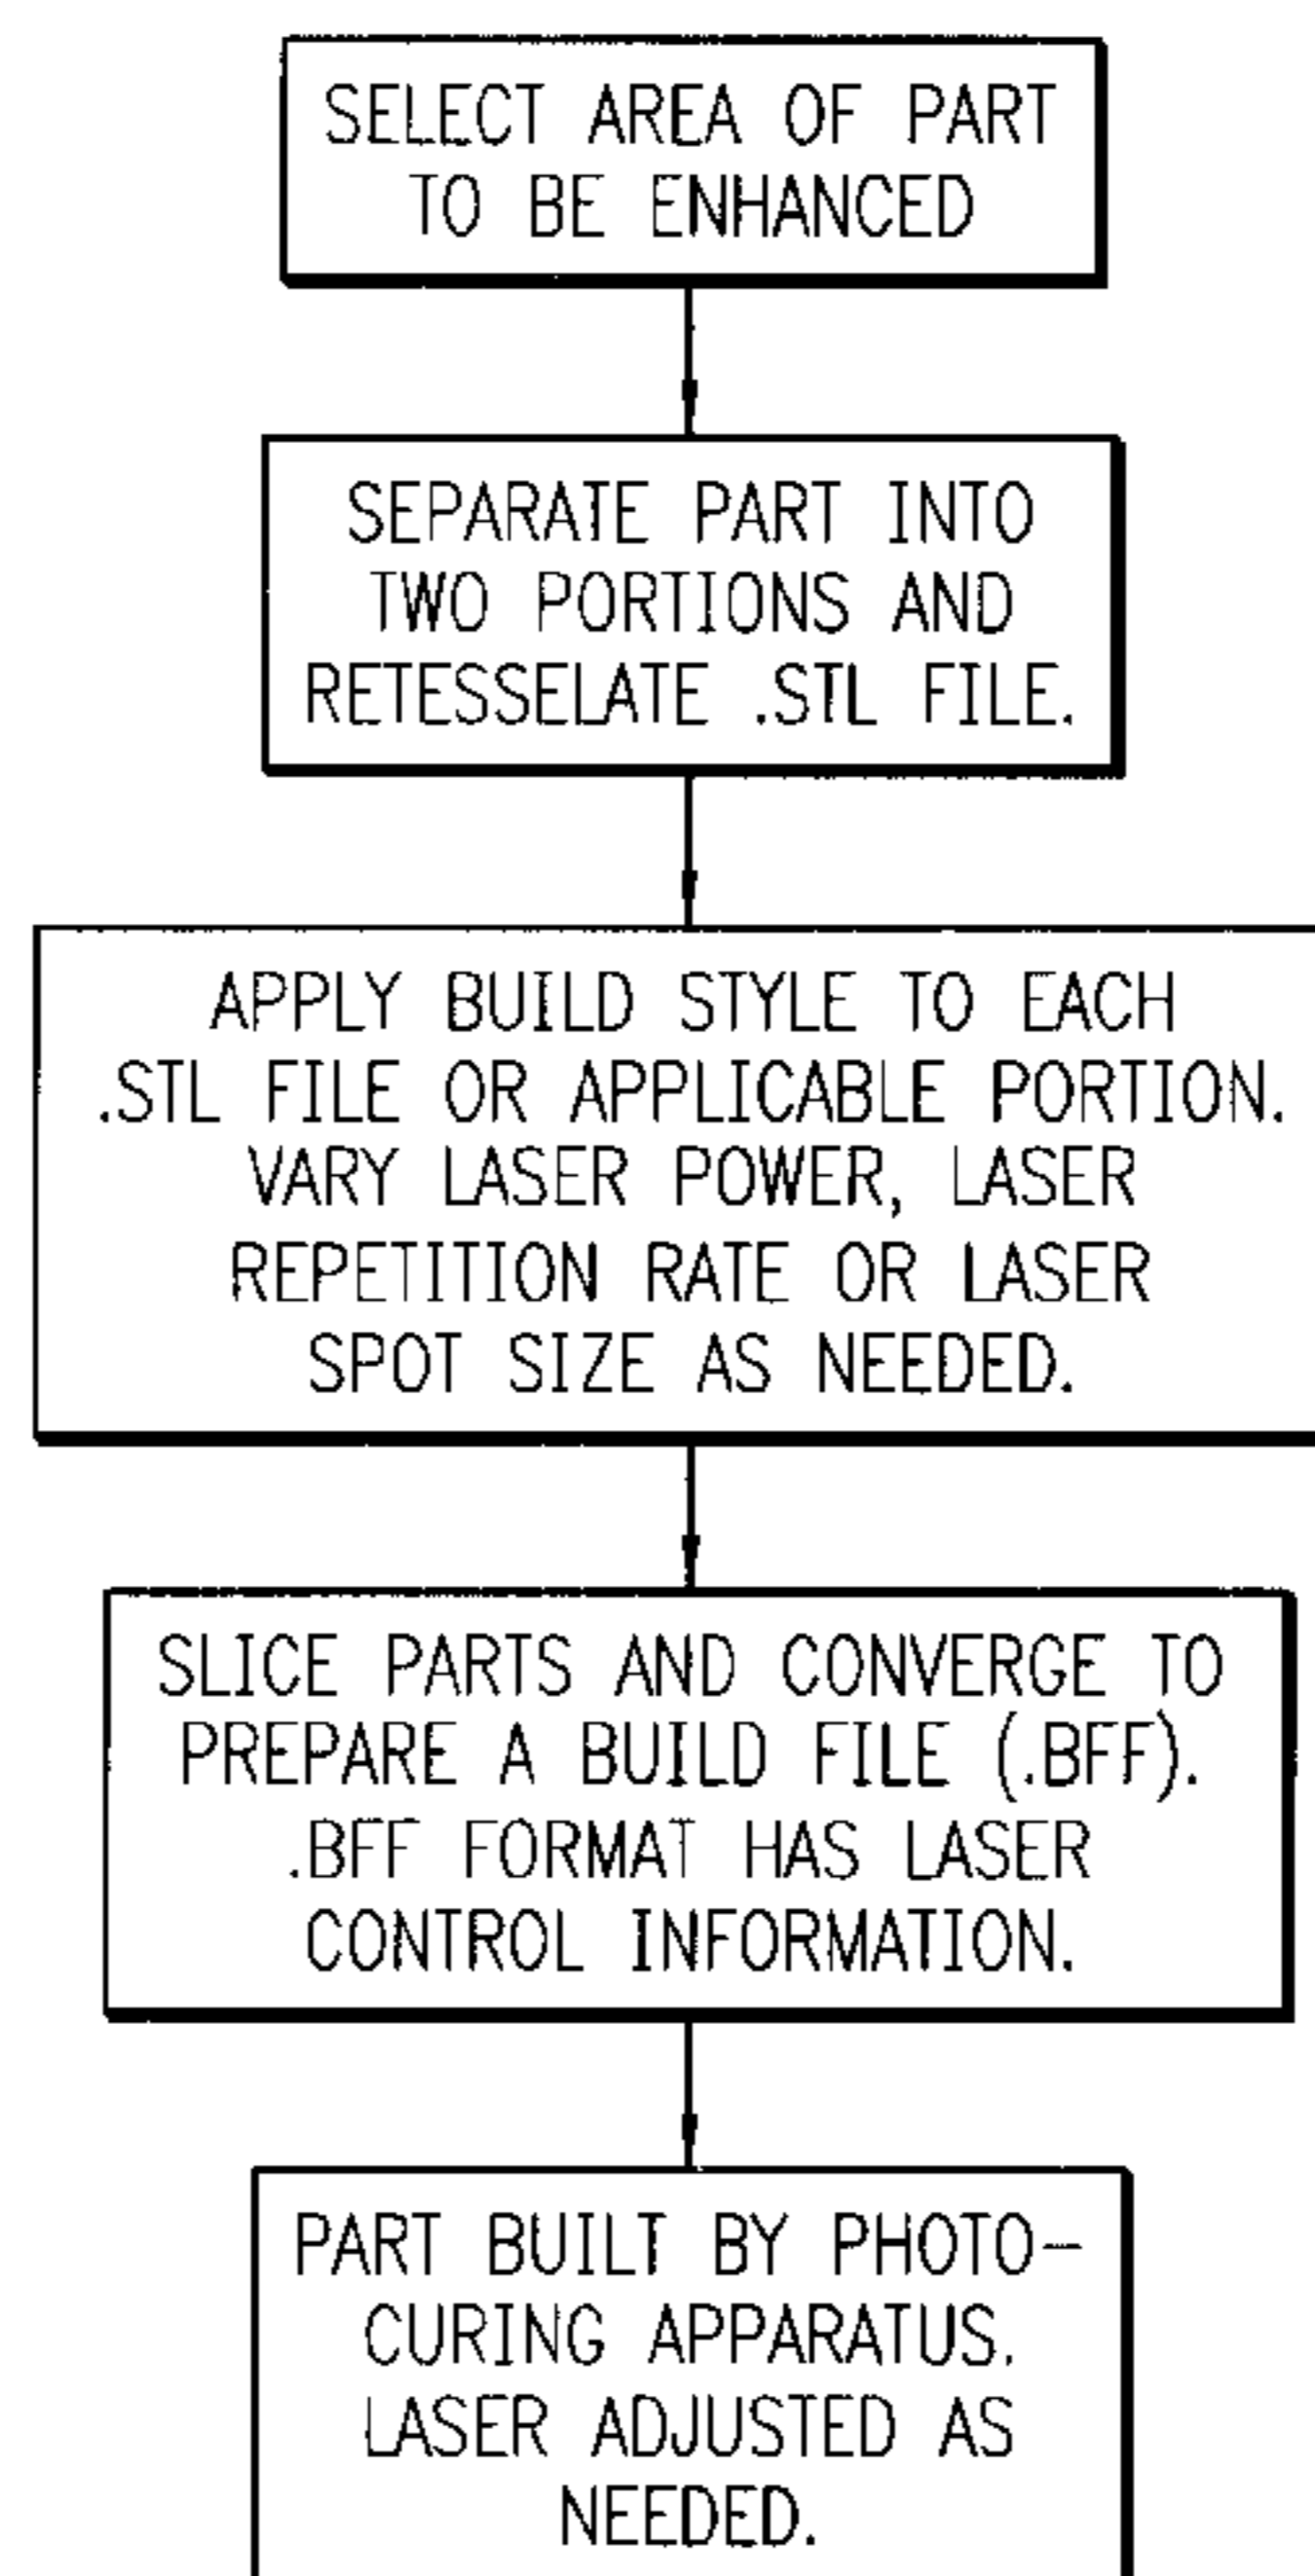 SELECT AREA OF PART
TO BE ENHANCED
SEPARATE PART INTO
TWO PORTIONS AND
RETESSELATE .STL FILE.
APPLY BUILD STYLE TO EACH
.STL FILE OR APPLICABLE PORTION.
VARY LASER POWER, LASER
REPETITION RATE OR LASER
SPOT SIZE AS NEEDED.
SLICE PARTS AND CONVERGE TO
PREPARE A BUILD FILE (.BFF).
.BFF FORMAT HAS LASER
CONTROL INFORMATION.
PART BUILT BY PHOTO-
CURING APPARATUS.
LASER ADJUSTED AS
NEEDED.